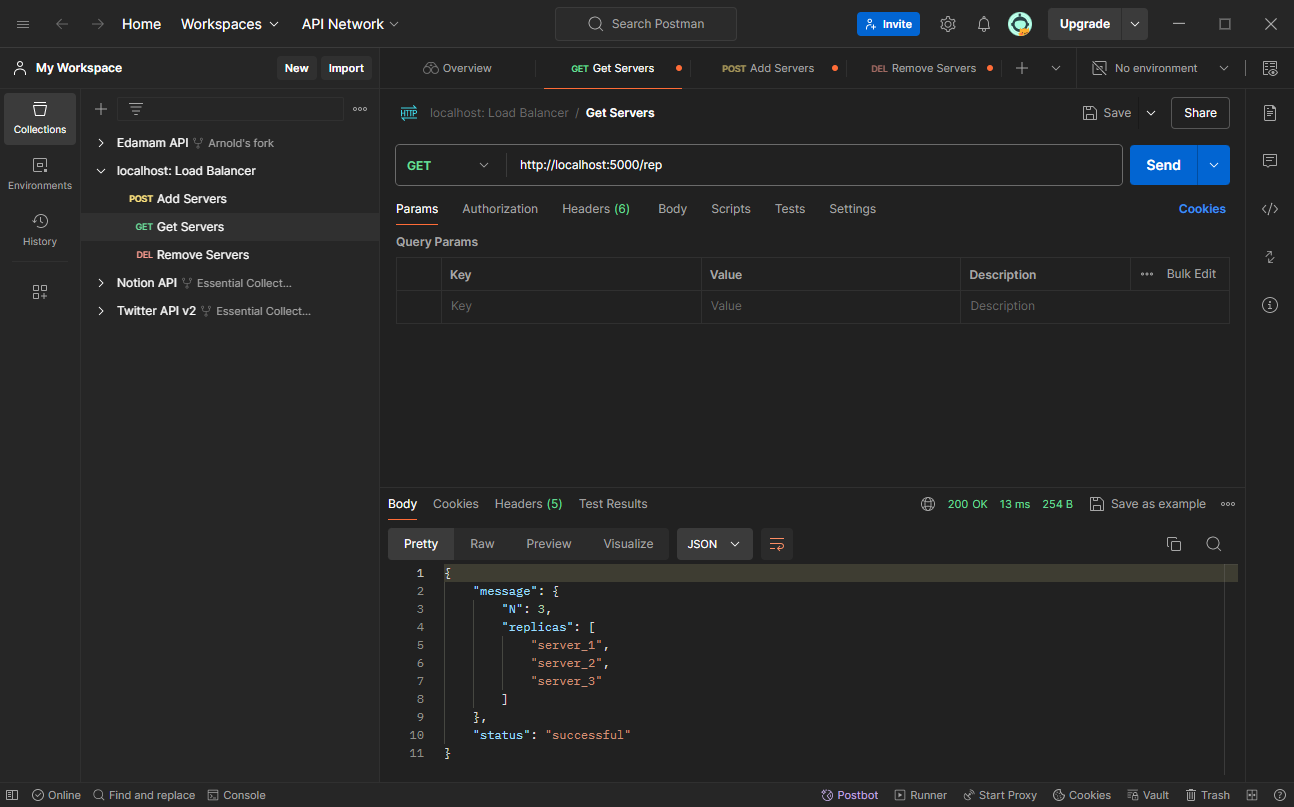 Home Workspaces API Network Search Postman Invite Upgrade
My Workspace New Import
Overview GET Get Servers POST Add Servers DEL Remove Servers No environment
Collections
Environments
History
Edamam API Arnold's fork
localhost: Load Balancer
POST Add Servers
GET Get Servers
DEL Remove Servers
Notion API Essential Collect...
Twitter API v2 Essential Collect...
HTTP localhost: Load Balancer / Get Servers Save Share
GET http://localhost:5000/rep Send
Params Authorization Headers (6) Body Scripts Tests Settings Cookies
Query Params
Key Value Description Bulk Edit
Key Value Description
Body Cookies Headers (5) Test Results 200 OK 13 ms 254 B Save as example
Pretty Raw Preview Visualize JSON
1 {
2 "message": {
3 "N": 3,
4 "replicas": [
5 "server_1",
6 "server_2",
7 "server_3"
8 ]
9 },
10 "status": "successful"
11 }
Online Find and replace Console Postbot Runner Start Proxy Cookies Vault Trash